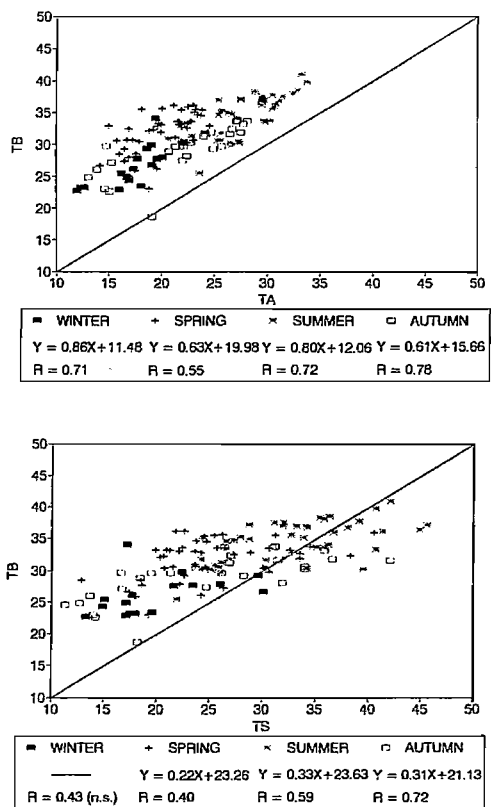 50
45
40
35
30
25
20
15
10
TB
10 15 20 25 30 35 40 45 50
TA
WINTER SPRING SUMMER AUTUMN
Y = 0.86X+11.48 Y = 0.63X+19.98 Y = 0.80X+12.06 Y = 0.61X+15.66
R = 0.71 R = 0.55 R = 0.72 R = 0.78
50
45
40
35
30
25
20
15
10
TB
10 15 20 25 30 35 40 45 50
TS
WINTER SPRING SUMMER AUTUMN
Y = 0.22X+23.26 Y = 0.33X+23.63 Y = 0.31X+21.13
R = 0.43 (n.s.) R = 0.40 R = 0.59 R = 0.72